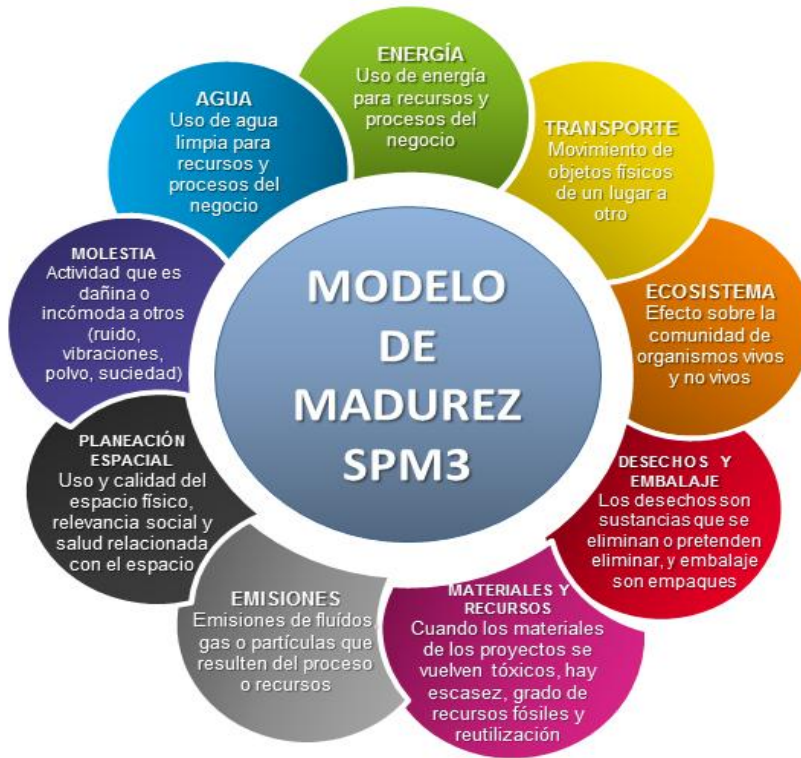 MODELO
DE
MADUREZ
SPM3
ENERGÍA
Uso de energía
para recursos y
procesos del
negocio
TRANSPORTE
Movimiento de
objetos físicos
de un lugar a
otro
ECOSISTEMA
Efecto sobre la
comunidad de
organismos vivos
y no vivos
DESECHOS Y
EMBALAJE
Los desechos son
sustancias que se
eliminan o pretenden
eliminar, y embalaje
son empaques
MATERIALES Y
RECURSOS
Cuando los materiales
de los proyectos se
vuelven tóxicos, hay
escasez, grado de
recursos fósiles y
reutilización
EMISIONES
Emisiones de fluídos,
gas o partículas que
resulten del proceso
o recursos
PLANEACIÓN
ESPACIAL
Uso y calidad del
espacio físico,
relevancia social y
salud relacionada
con el espacio
MOLESTIA
Actividad que es
dañina o
incómoda a otros
(ruido,
vibraciones,
polvo, suciedad)
AGUA
Uso de agua
limpia para
recursos y
procesos del
negocio